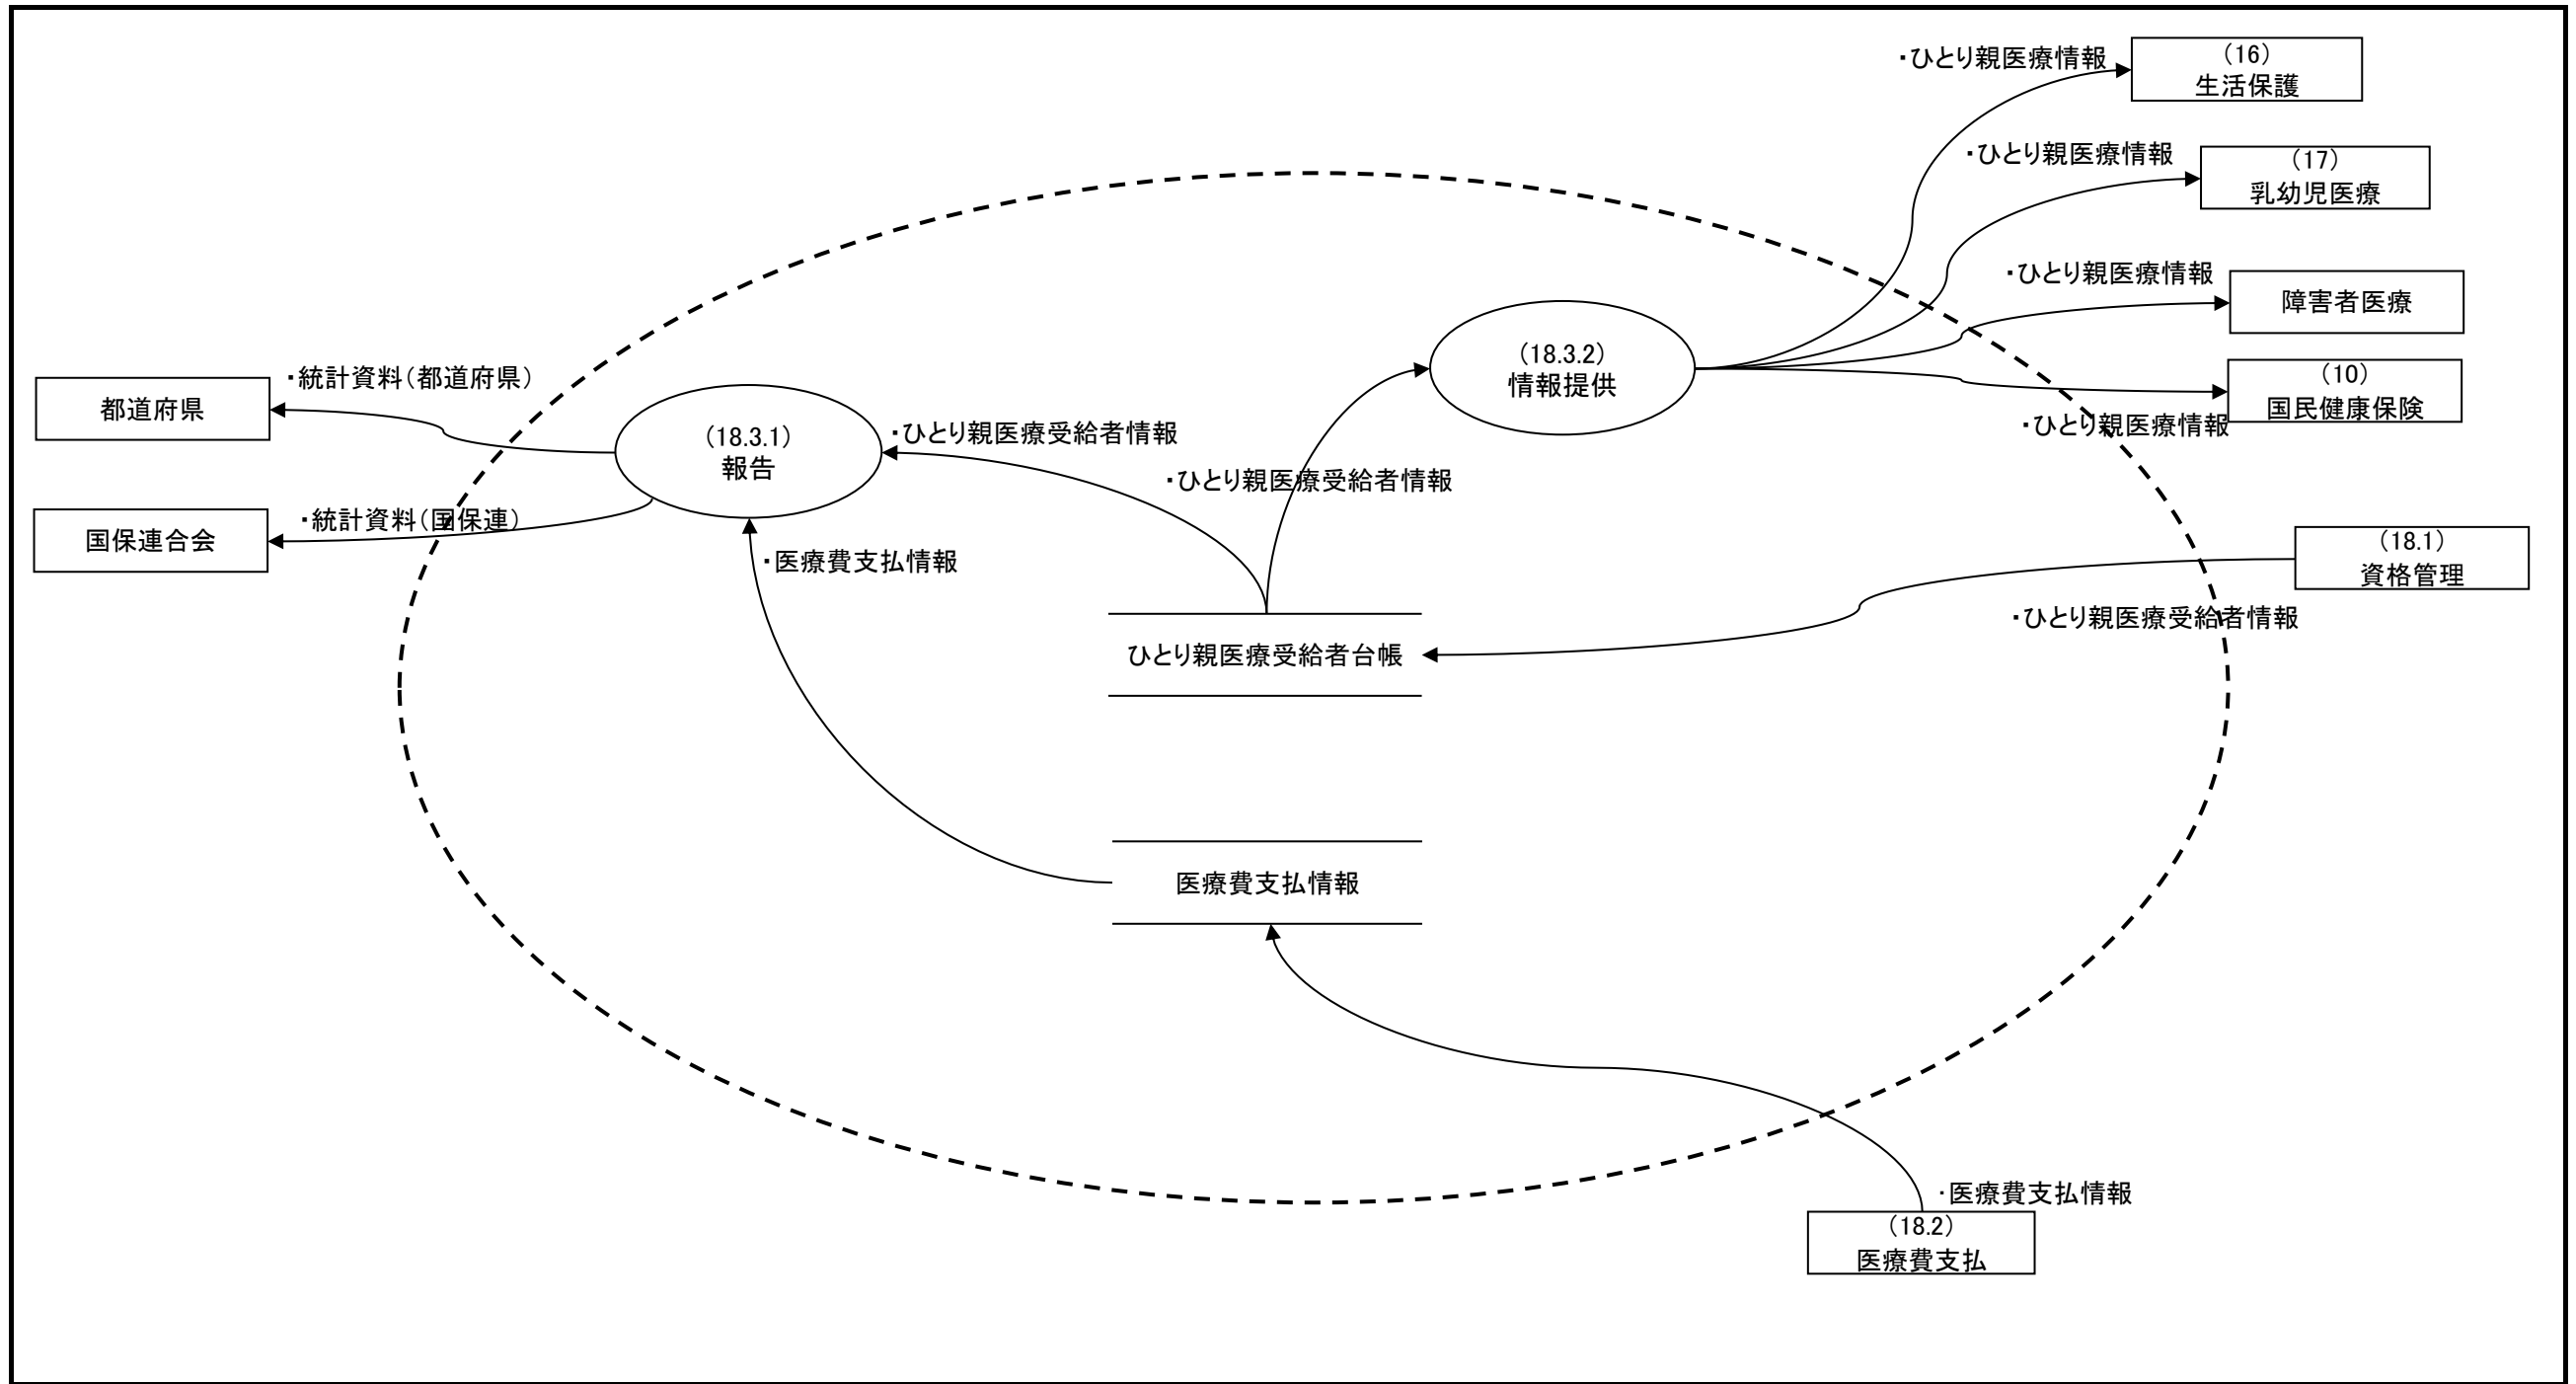 ・ひとり親医療情報
（16）
生活保護
・ひとり親医療情報
（17）
乳幼児医療
・ひとり親医療情報
障害者医療
（18.3.2）
情報提供
（10）
国民健康保険
・ひとり親医療情報
・統計資料（都道府県）
都道府県
（18.3.1）
報告
・ひとり親医療受給者情報
・ひとり親医療受給者情報
・統計資料（国保連）
国保連合会
・医療費支払情報
（18.1）
資格管理
・ひとり親医療受給者情報
ひとり親医療受給者台帳
医療費支払情報
・医療費支払情報
（18.2）
医療費支払